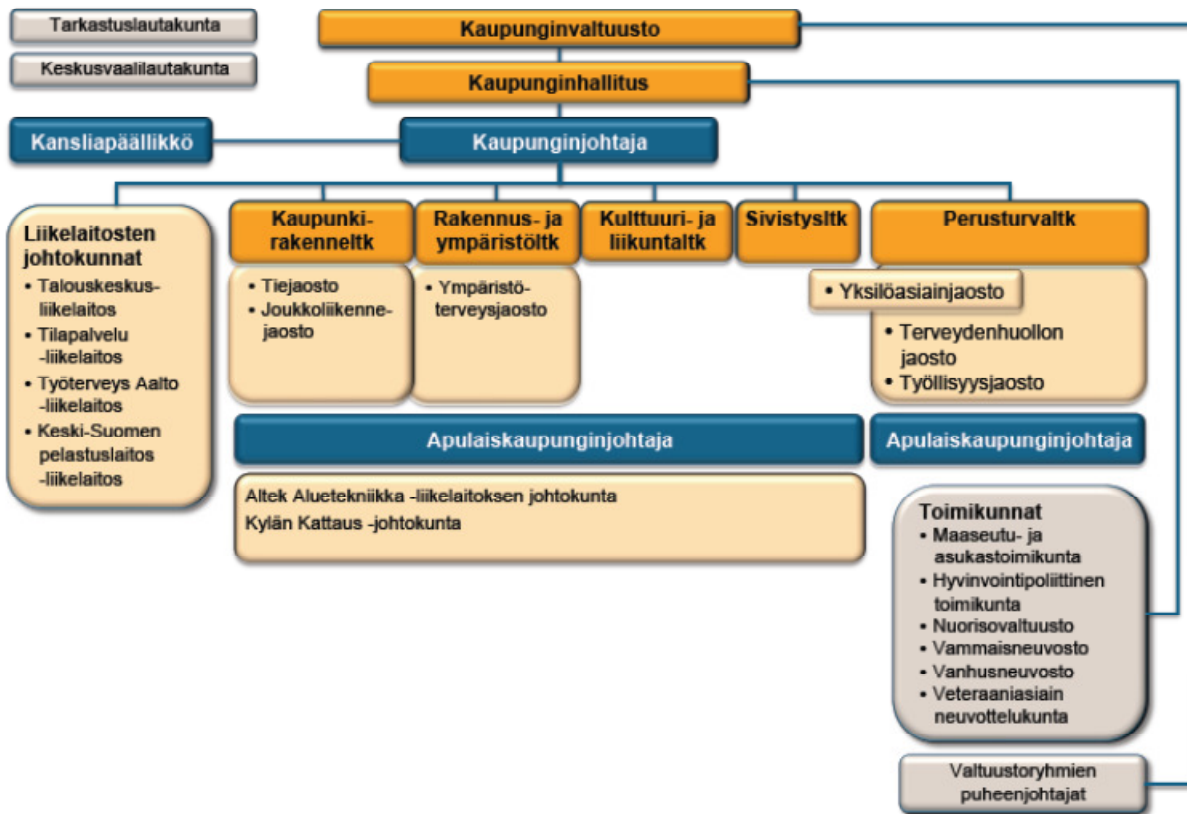 Tarkastuslautakunta
Keskusvaalilautakunta
Kaupunginvaltuusto
Kaupunginhallitus
Kansliapäällikkö
Kaupunginjohtaja
Liikelaitosten
johtokunnat
• Talouskeskus-
liikelaitos
• Tilapalvelu
-liikelaitos
• Työterveys Aalto
-liikelaitos
• Keski-Suomen
pelastuslaitos
-liikelaitos
Kaupunki-
rakenneltk
• Tiejaosto
• Joukkoliikenne-
jaosto
Rakennus- ja
ympäristöltk
• Ympäristö-
terveysjaosto
Kulttuuri- ja
liikuntaltk
Sivistysltk
Perusturvaltk
• Yksilöasiainjaosto
• Terveydenhuollon
jaosto
• Työllisyysjaosto
Apulaiskaupunginjohtaja
Altek Aluetekniikka -liikelaitoksen johtokunta
Kylän Kattaus -johtokunta
Apulaiskaupunginjohtaja
Toimikunnat
• Maaseutu- ja
asukastoimikunta
• Hyvinvointipoliittinen
toimikunta
• Nuorisovaltuusto
• Vammaisneuvosto
• Vanhusneuvosto
• Veteraaniasiain
neuvottelukunta
Valtuustoryhmien
puheenjohtajat